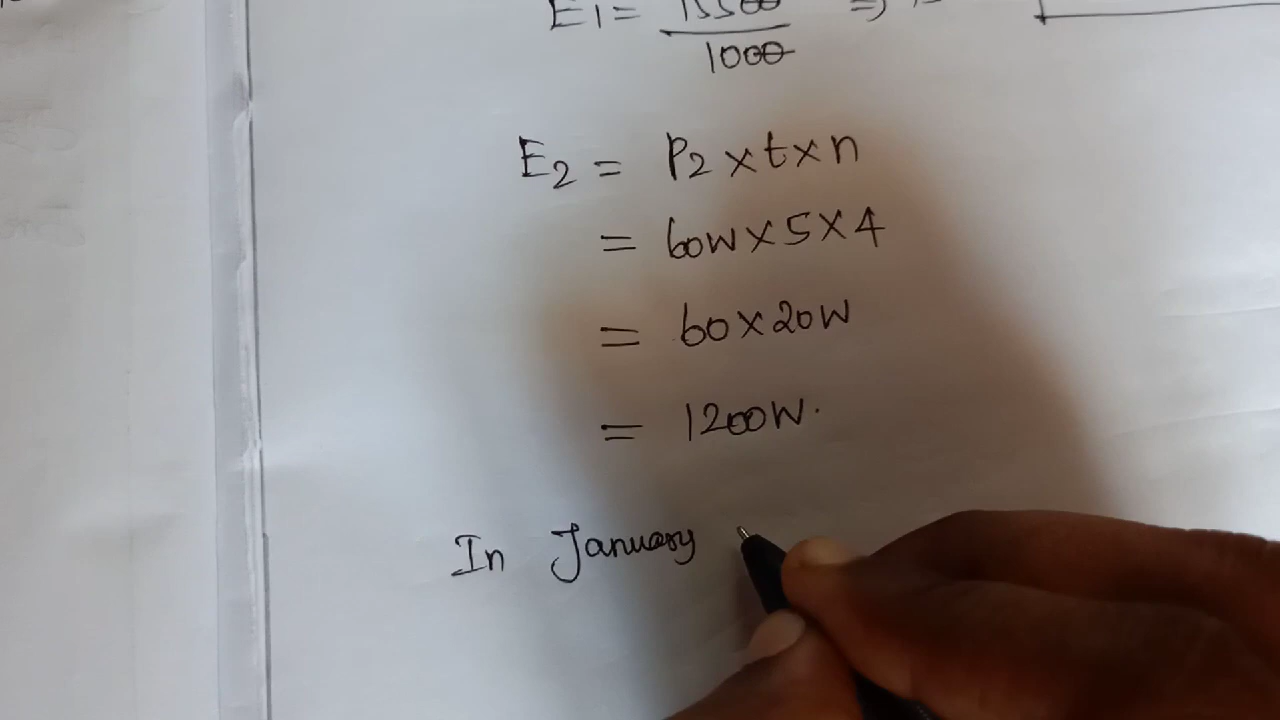 E1 = 15500
1000
E2 = P2 × t × n
= 60W × 5 × 4
= 60 × 20W
= 1200W.
In January